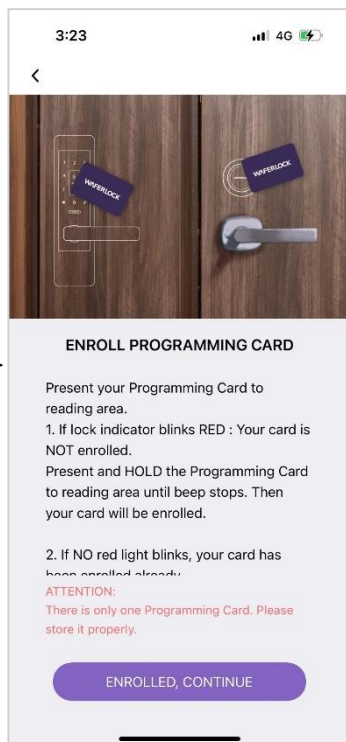 3:23
4G
WAFERLOCK
WAFERLOCK
ENROLL PROGRAMMING CARD
Present your Programming Card to
reading area.
1. If lock indicator blinks RED : Your card is
NOT enrolled.
Present and HOLD the Programming Card
to reading area until beep stops. Then
your card will be enrolled.
2. If NO red light blinks, your card has
been enrolled already
ATTENTION:
There is only one Programming Card. Please
store it properly.
ENROLLED, CONTINUE